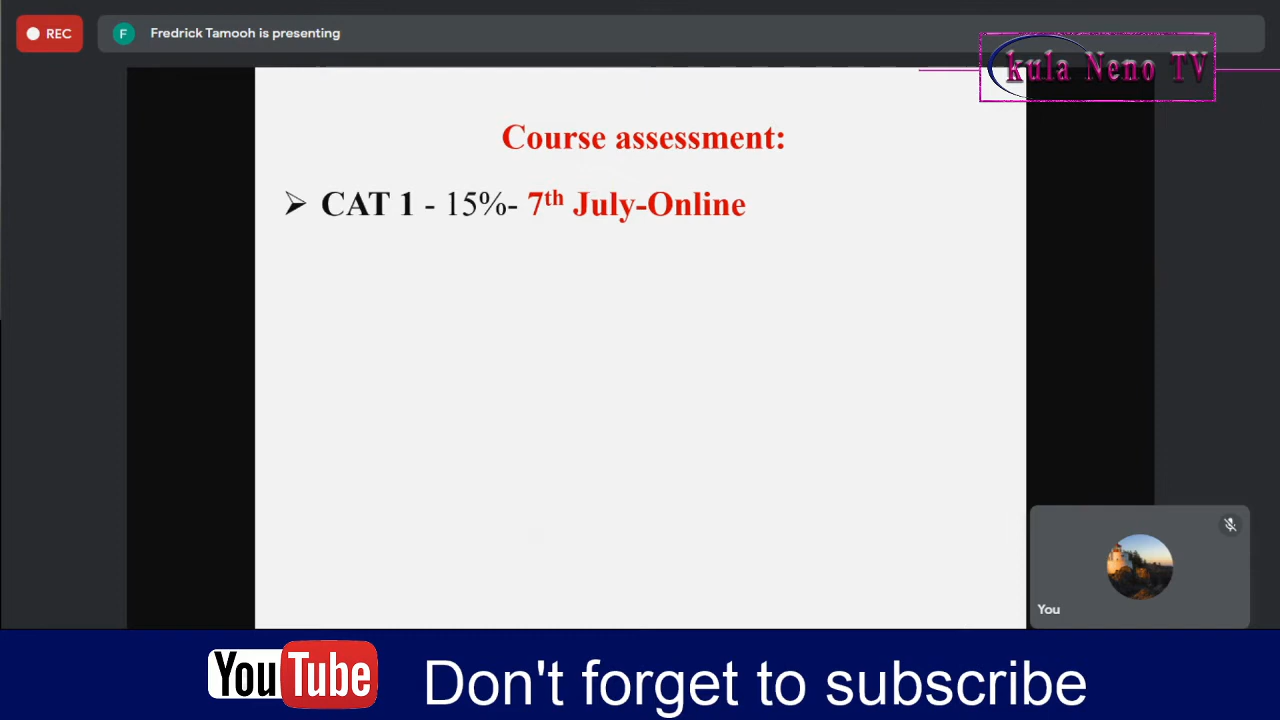 REC
F
Fredrick Tamooh is presenting
kula Neno TV
Course assessment:
➢ CAT 1 - 15%- 7th July-Online
You
YouTube
Don't forget to subscribe